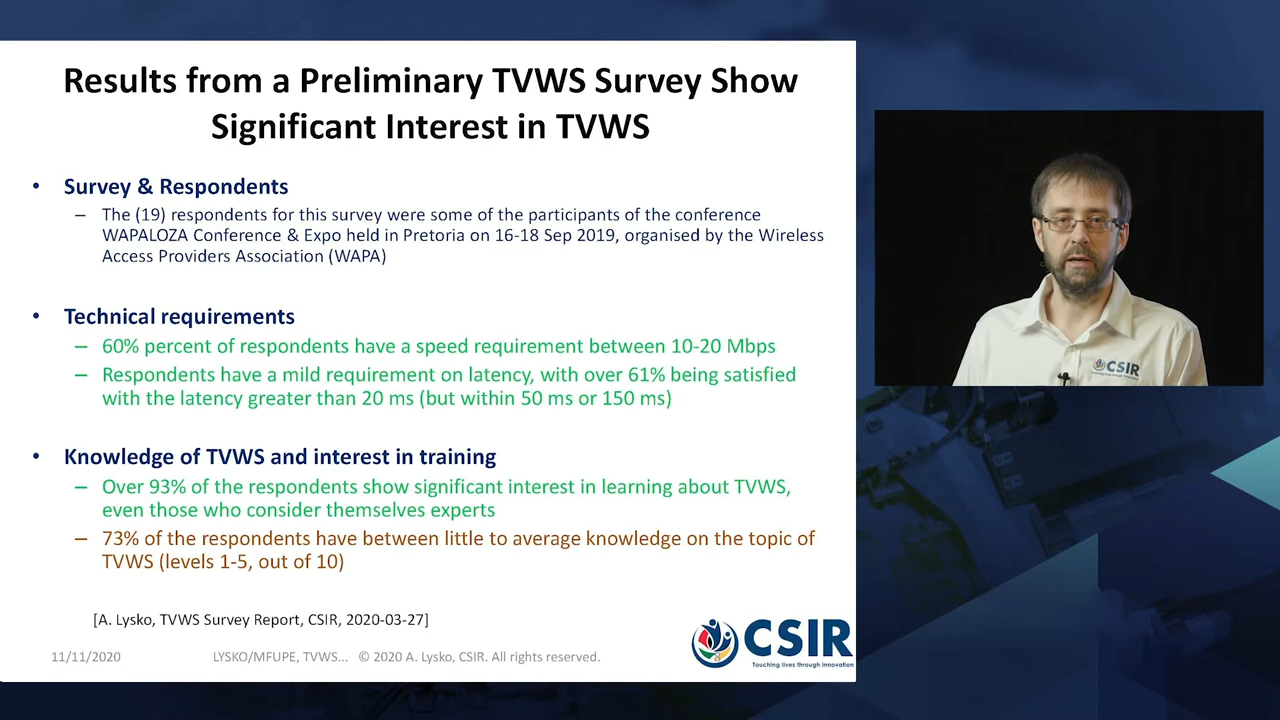 Results from a Preliminary TVWS Survey Show
Significant Interest in TVWS
• Survey & Respondents
– The (19) respondents for this survey were some of the participants of the conference
WAPALOZA Conference & Expo held in Pretoria on 16-18 Sep 2019, organised by the Wireless
Access Providers Association (WAPA)
• Technical requirements
– 60% percent of respondents have a speed requirement between 10-20 Mbps
– Respondents have a mild requirement on latency, with over 61% being satisfied
with the latency greater than 20 ms (but within 50 ms or 150 ms)
• Knowledge of TVWS and interest in training
– Over 93% of the respondents show significant interest in learning about TVWS,
even those who consider themselves experts
– 73% of the respondents have between little to average knowledge on the topic of
TVWS (levels 1-5, out of 10)
[A. Lysko, TVWS Survey Report, CSIR, 2020-03-27]
11/11/2020 LYSKO/MFUPE, TVWS... © 2020 A. Lysko, CSIR. All rights reserved.
CSIR
Touching lives through innovation
CSIR